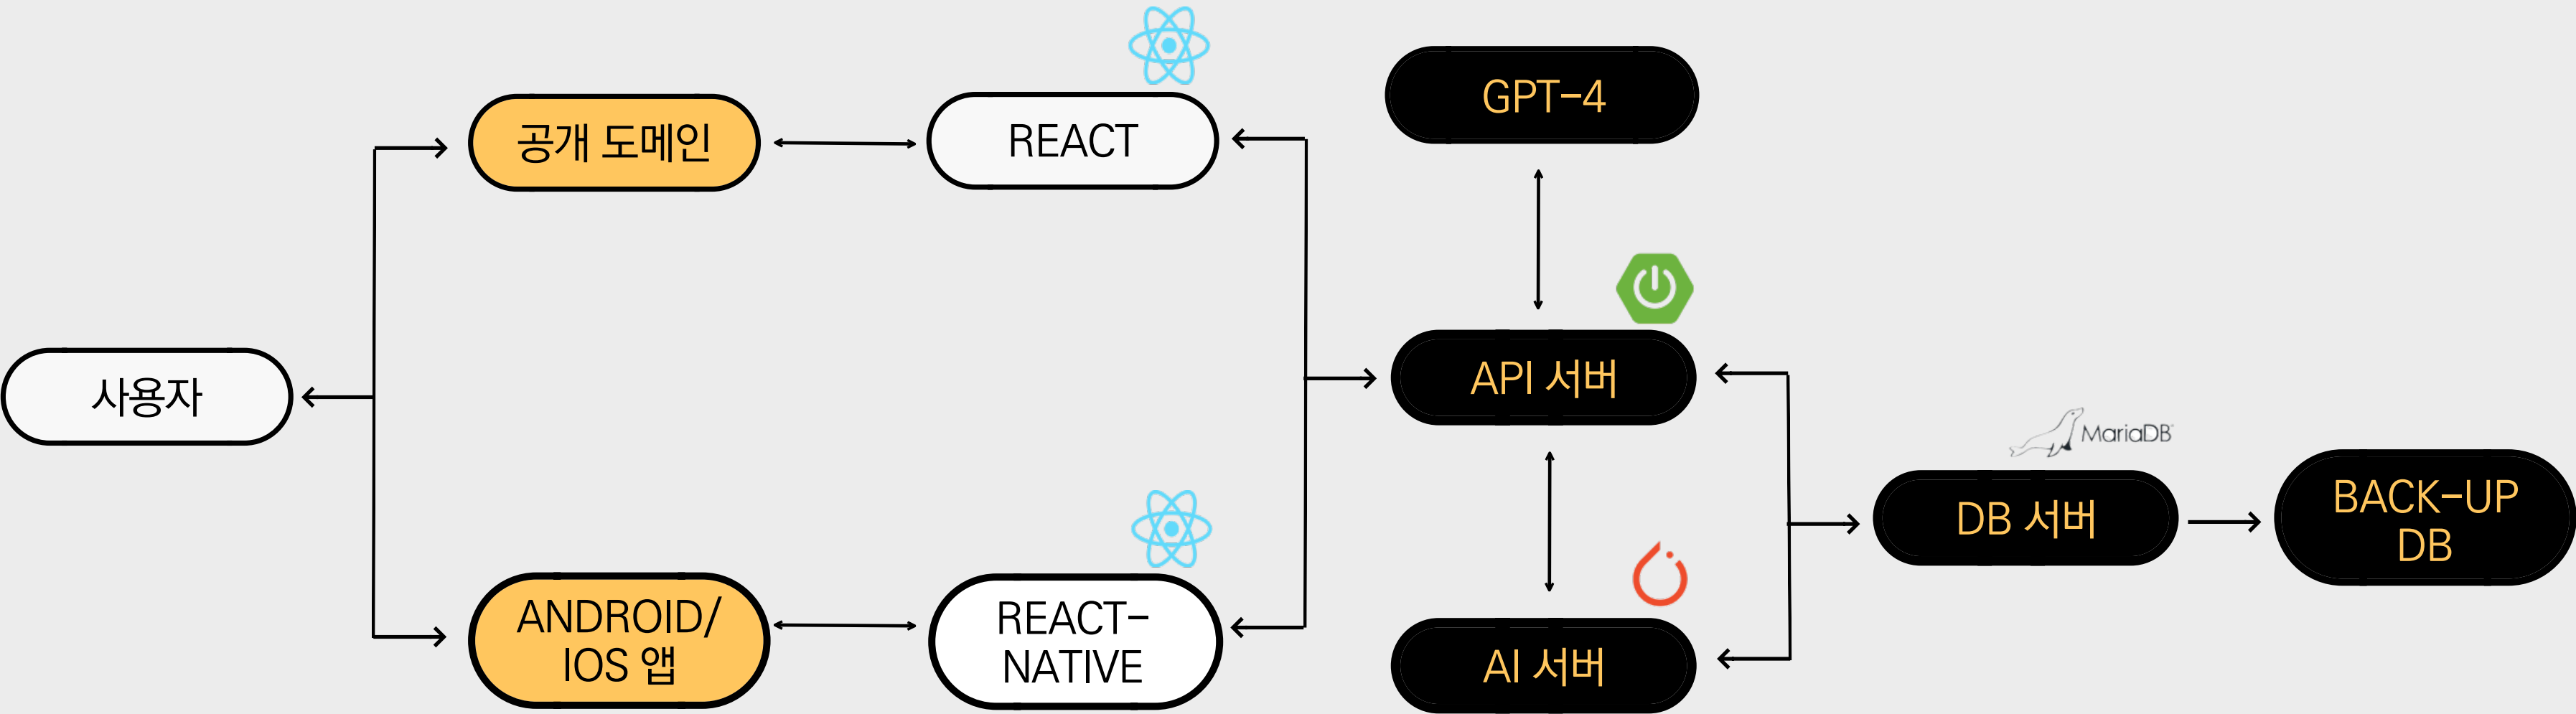 공개 도메인
REACT
GPT-4
사용자
API 서버
MariaDB
DB 서버
BACK-UP
DB
ANDROID/
IOS 앱
REACT-
NATIVE
AI 서버